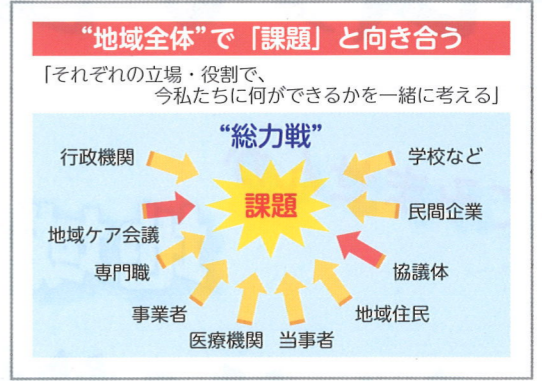 “地域全体”で「課題」と向き合う
「それぞれの立場・役割で、
今私たちに何ができるかを一緒に考える」
“総力戦”
行政機関
学校など
課題
民間企業
地域ケア会議
専門職
協議体
事業者
地域住民
医療機関
当事者